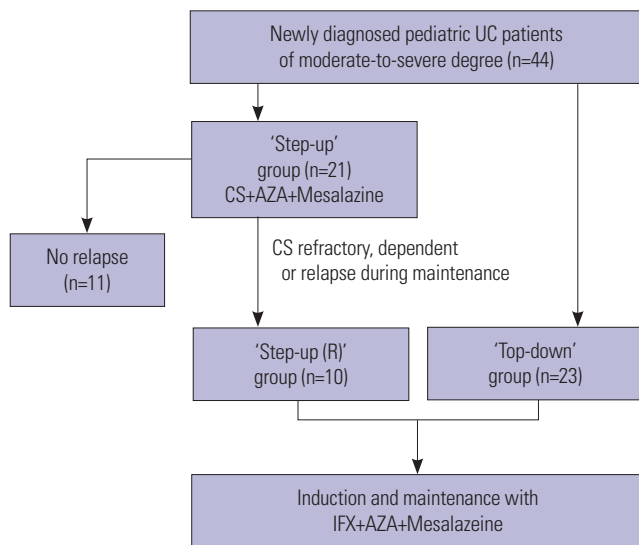 Newly diagnosed pediatric UC patients
of moderate-to-severe degree (n=44)
'Step-up'
group (n=21)
CS+AZA+Mesalazine
No relapse
(n=11)
CS refractory, dependent
or relapse during maintenance
'Step-up (R)'
group (n=10)
'Top-down'
group (n=23)
Induction and maintenance with
IFX+AZA+Mesalazeine